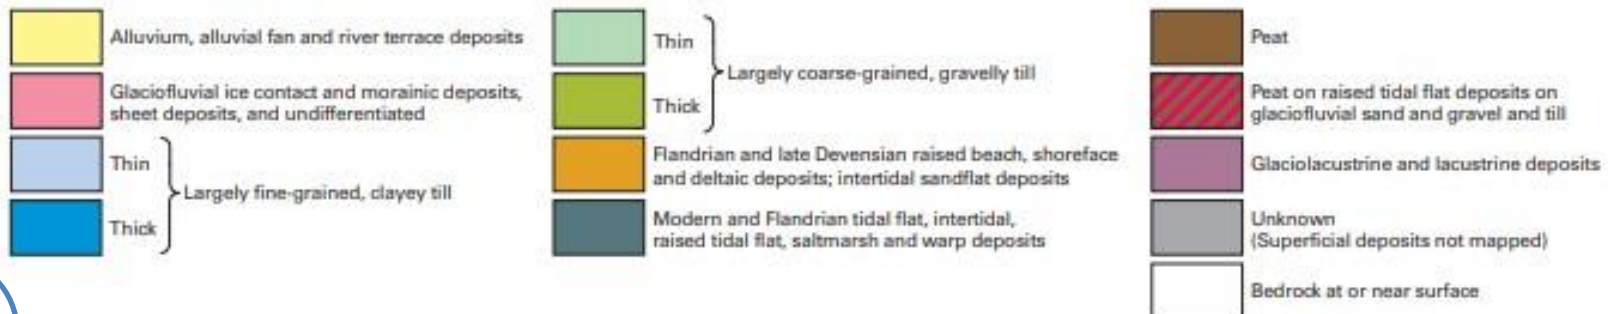 Alluvium, alluvial fan and river terrace deposits
Glaciofluvial ice contact and morainic deposits,
sheet deposits, and undifferentiated
Thin
Largely fine-grained, clayey till
Thick
Thin
Largely coarse-grained, gravelly till
Thick
Flandrian and late Devensian raised beach, shoreface
and deltaic deposits; intertidal sandflat deposits
Modern and Flandrian tidal flat, intertidal,
raised tidal flat, saltmarsh and warp deposits
Peat
Peat on raised tidal flat deposits on
glaciofluvial sand and gravel and till
Glaciolacustrine and lacustrine deposits
Unknown
(Superficial deposits not mapped)
Bedrock at or near surface